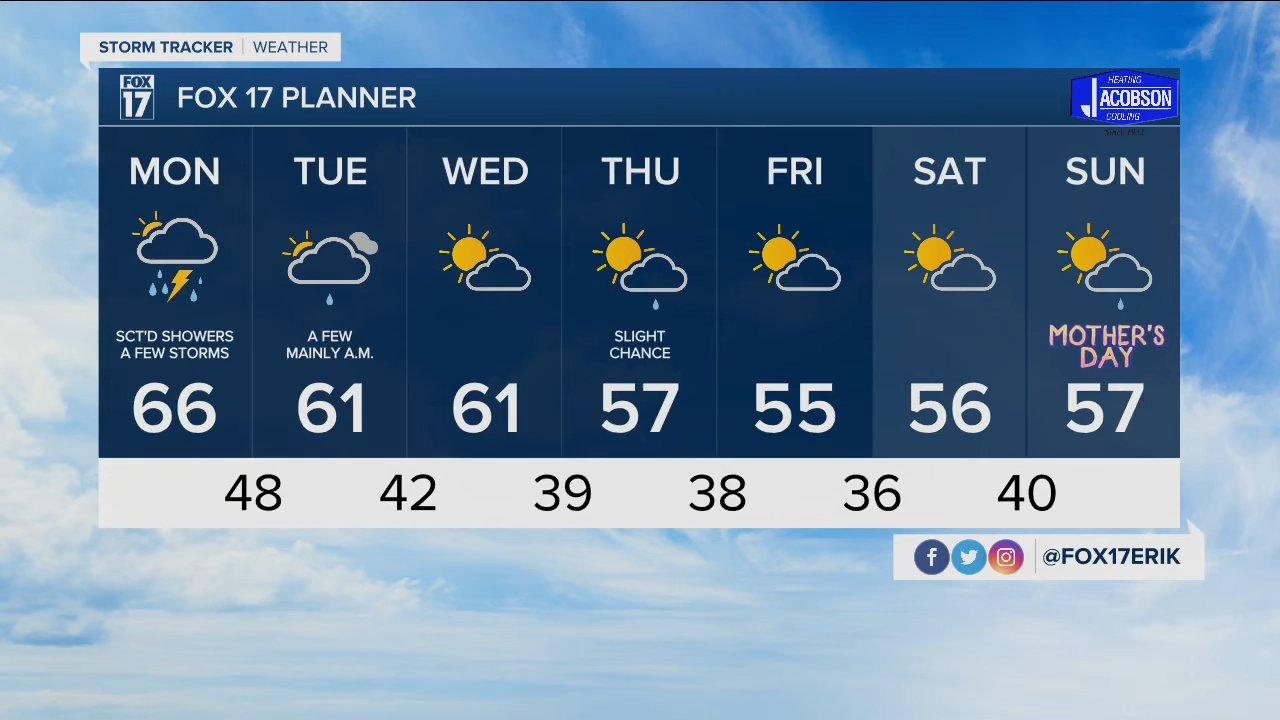 STORM TRACKER | WEATHER
FOX
17
FOX 17 PLANNER
HEATING
JACOBSON
COOLING
Since 1932
MON TUE WED THU FRI SAT SUN
SCT'D SHOWERS
A FEW STORMS
A FEW
MAINLY A.M.
SLIGHT
CHANCE
MOTHER'S
DAY
66 61 61 57 55 56 57
48 42 39 38 36 40
@FOX17ERIK